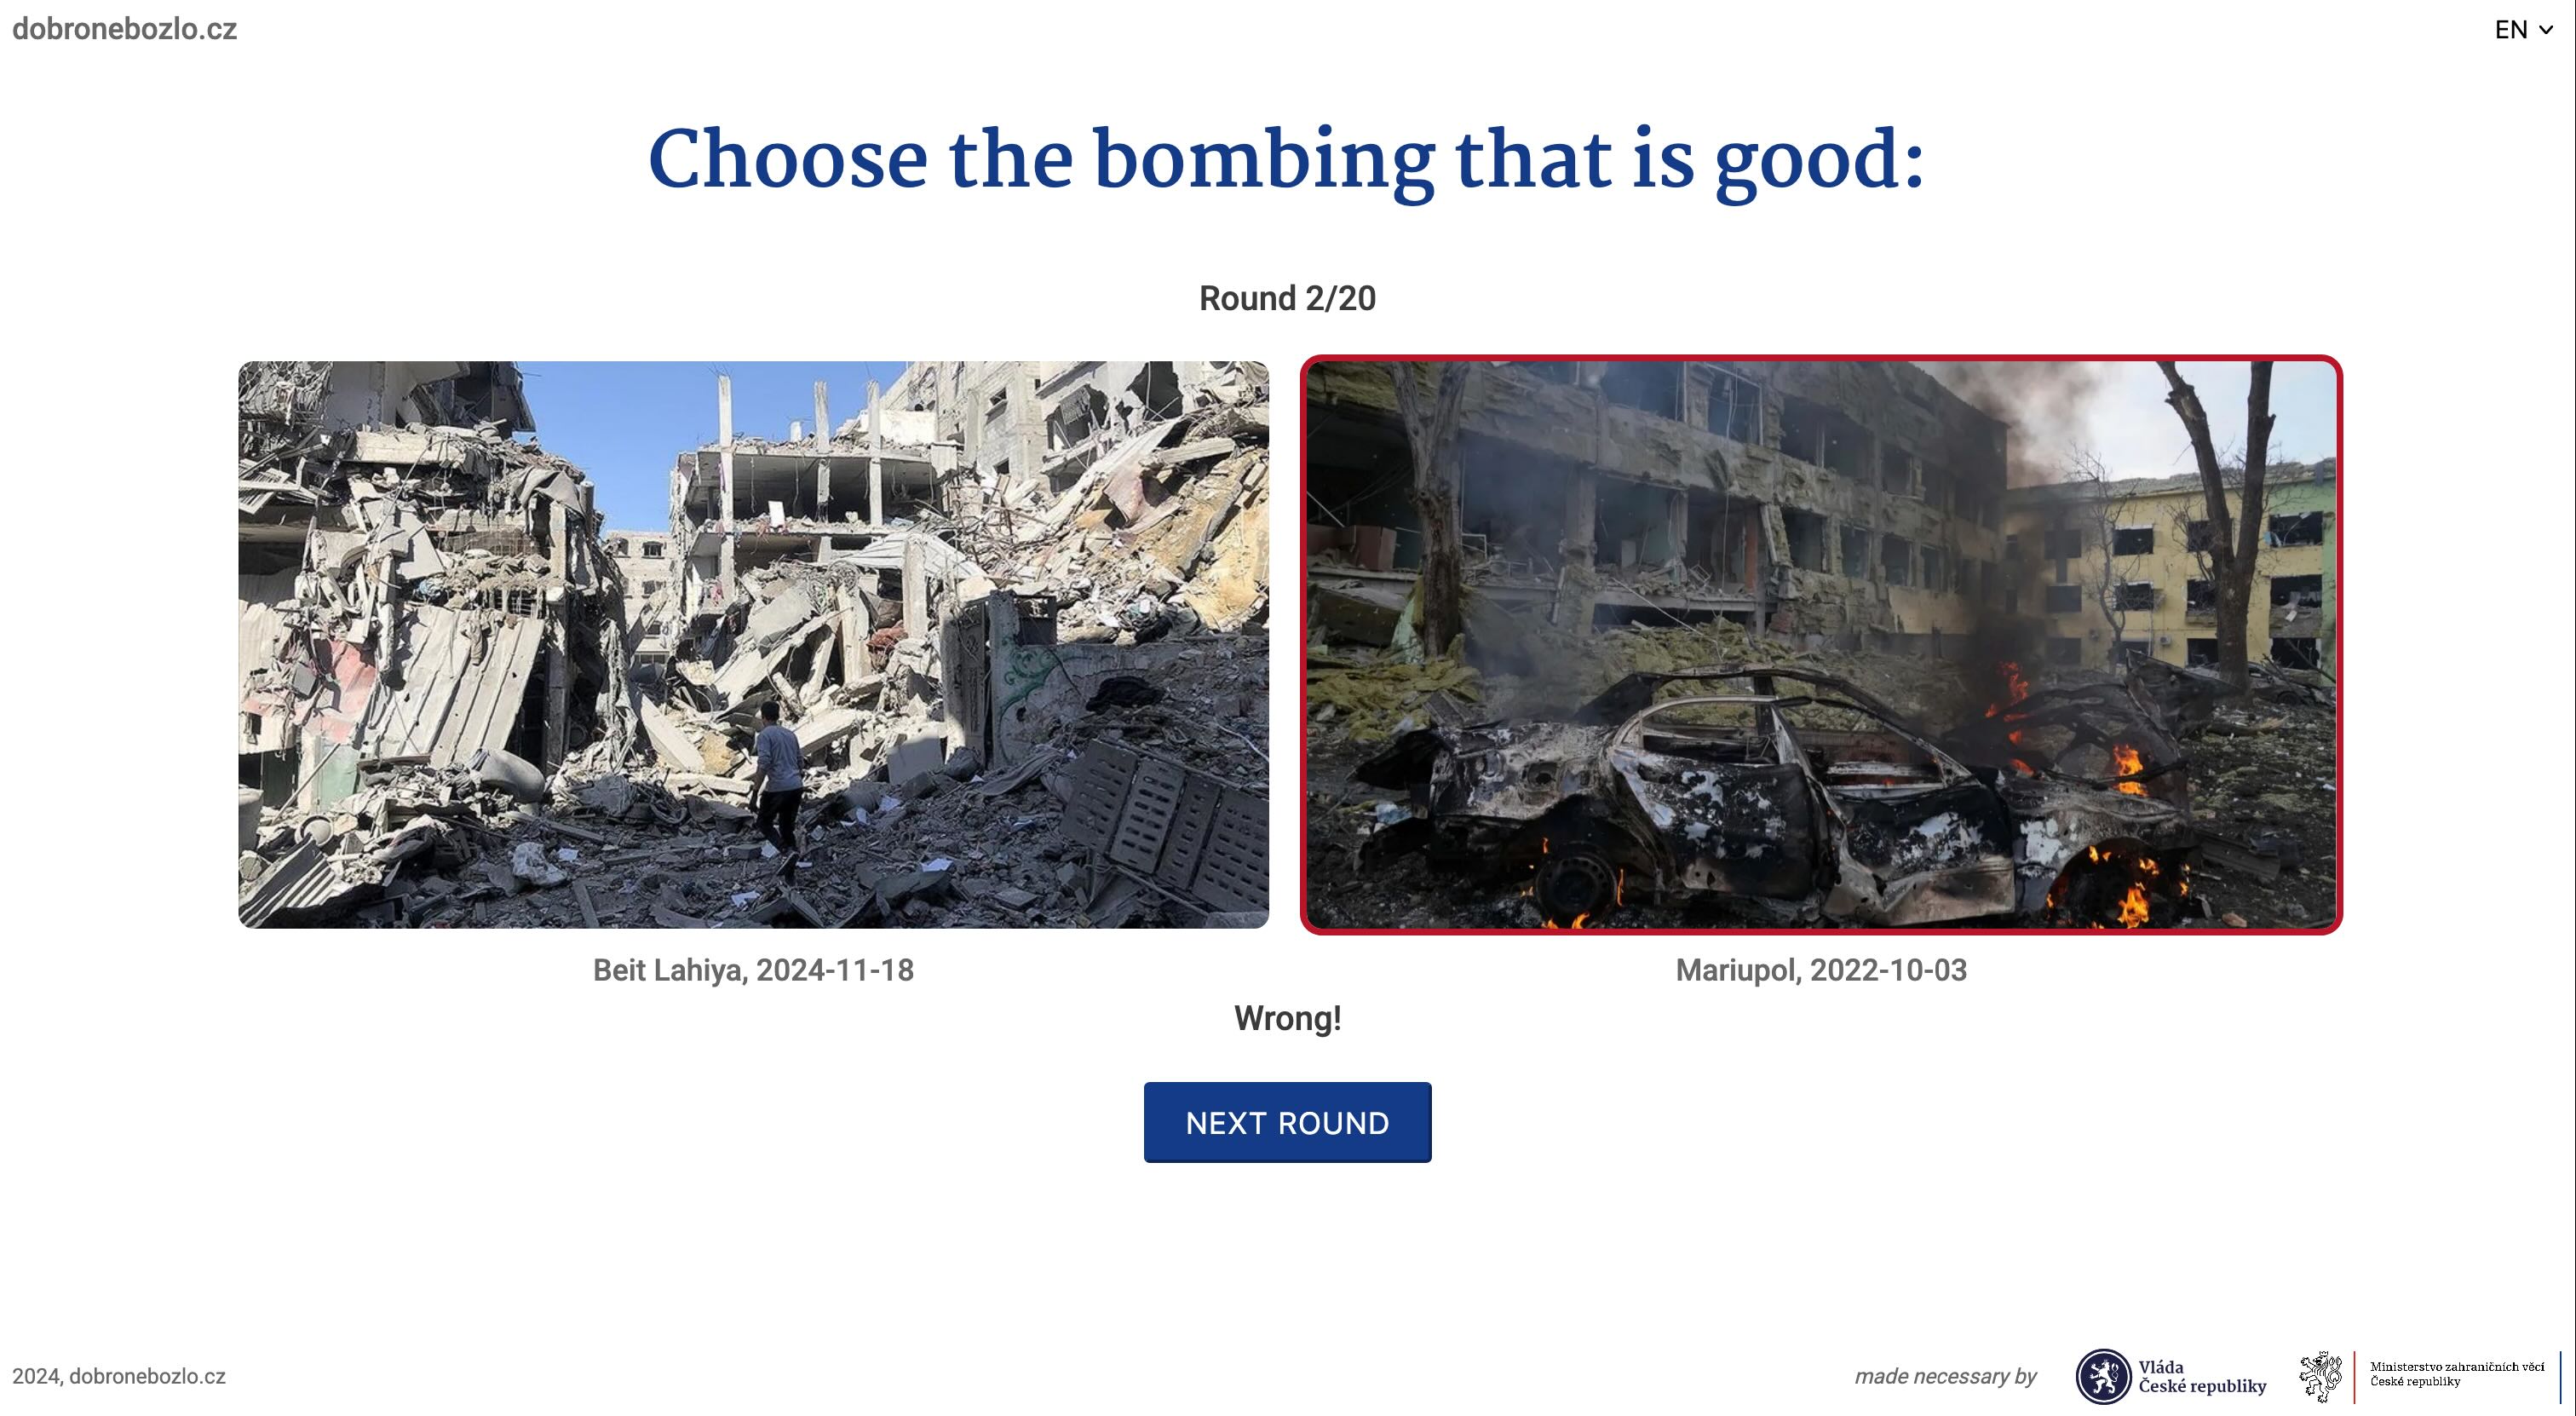 dobronebozlo.cz
EN
Choose the bombing that is good:
Round 2/20
Beit Lahiya, 2024-11-18
Mariupol, 2022-10-03
Wrong!
NEXT ROUND
2024, dobronebozlo.cz
made necessary by
Vláda
České republiky
Ministerstvo zahraničních věcí
České republiky